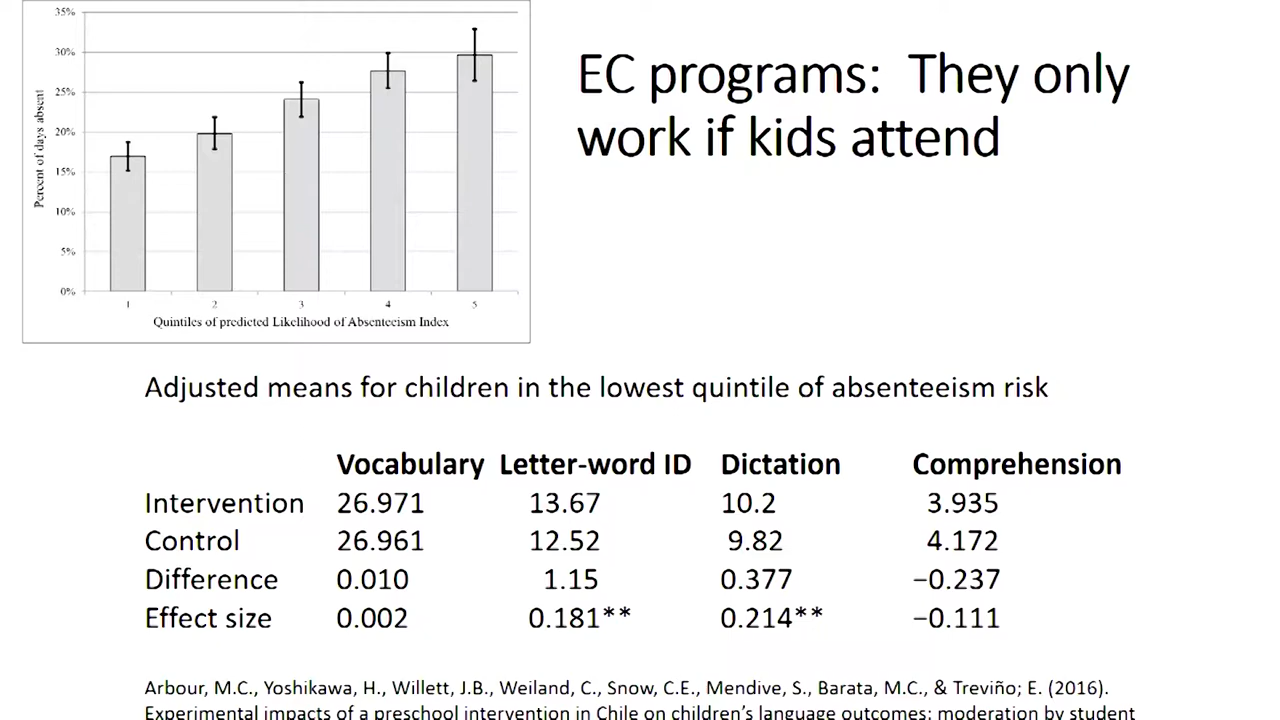 35%
30%
25%
20%
15%
10%
5%
0%
Percent of days absent
1 2 3 4 5
Quintiles of predicted Likelihood of Absenteeism Index
EC programs: They only
work if kids attend
Adjusted means for children in the lowest quintile of absenteeism risk
Vocabulary Letter-word ID Dictation Comprehension
Intervention 26.971 13.67 10.2 3.935
Control 26.961 12.52 9.82 4.172
Difference 0.010 1.15 0.377 −0.237
Effect size 0.002 0.181** 0.214** −0.111
Arbour, M.C., Yoshikawa, H., Willett, J.B., Weiland, C., Snow, C.E., Mendive, S., Barata, M.C., & Treviño; E. (2016).
Experimental impacts of a preschool intervention in Chile on children's language outcomes: moderation by student